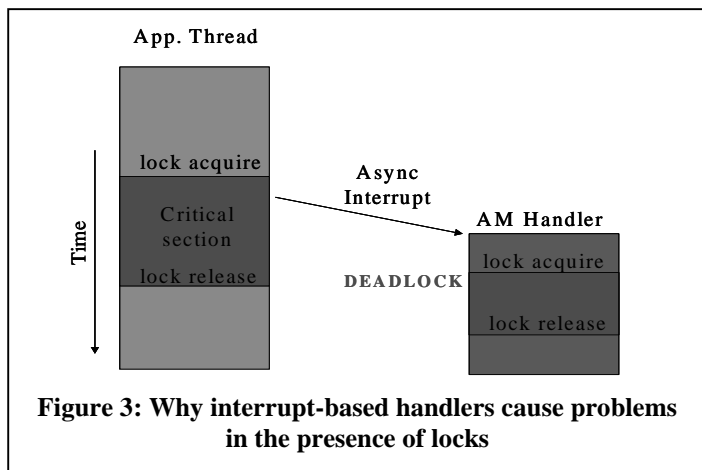 App. Thread
lock acquire
Async
Interrupt
Critical
section
AM Handler
Time
lock acquire
lock release
DEADLOCK
lock release
Figure 3: Why interrupt-based handlers cause problems
in the presence of locks